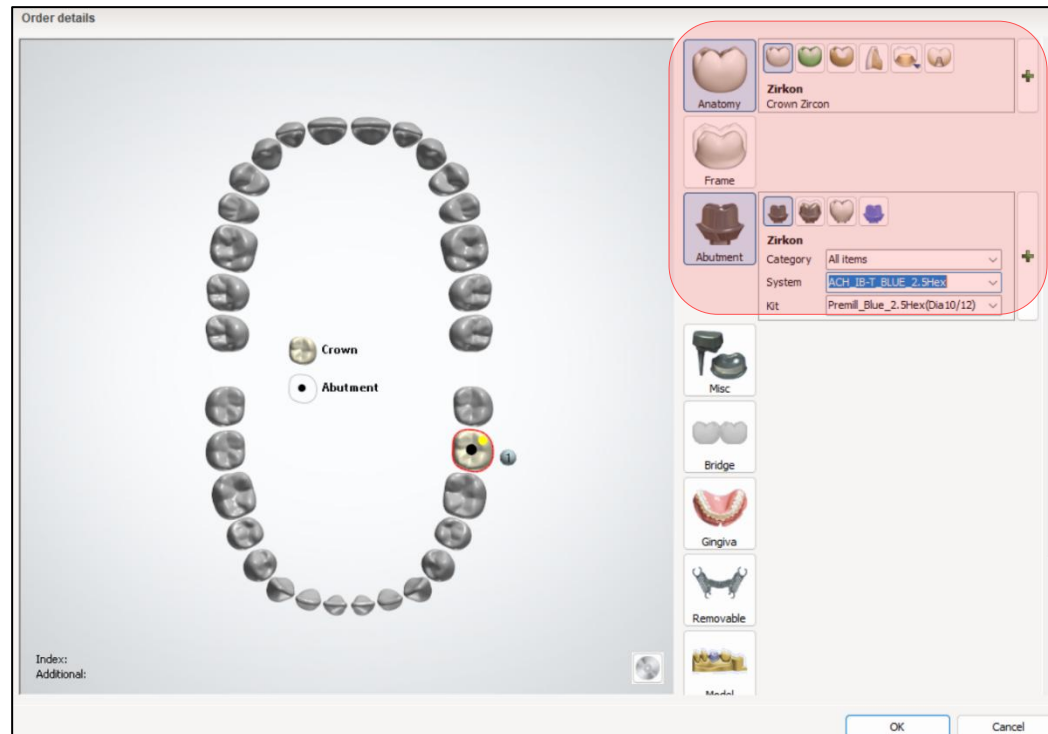 Order details
Anatomy
Zirkon
Crown Zircon
Frame
Abutment
Zirkon
Category All items
System ACH_IB-T_BLUE_2.5Hex
Kit Premill_Blue_2.5Hex(Dia10/12)
Crown
Abutment
Misc
Bridge
Gingiva
Removable
Model
Index:
Additional:
OK Cancel